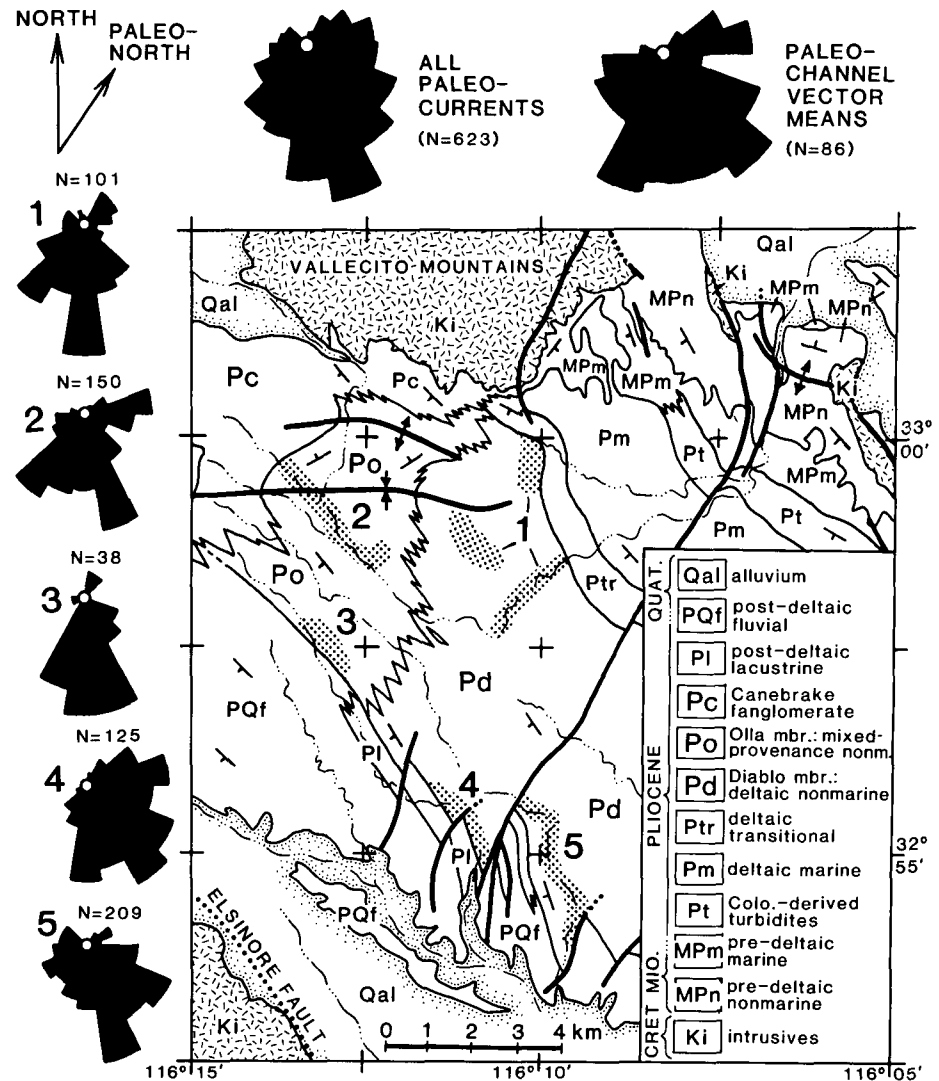 NORTH
PALEO-
NORTH
ALL
PALEO-
CURRENTS
(N=623)
PALEO-
CHANNEL
VECTOR
MEANS
(N=86)
N=101
1
N=150
2
N=38
3
N=125
4
N=209
5
VALLECITO MOUNTAINS
Qal
Ki
MPn
Ki
Qal
MPm
MPn
Qal
Pc
Pc
MPm
MPm
Ki
MPn
33°
00'
Po
Pm
Pt
MPm
2
1
Pm
Pt
Po
Ptr
3
Pd
PQf
Pl
4
Pd
5
Pl
32°
55'
PQf
PQf
ELSINORE FAULT
Qal
Ki
0 1 2 3 4 km
116°15'
116°10'
116°05'
QUAT.
PLIOCENE
MIO.
CRET
Qal alluvium
PQf post-deltaic
fluvial
Pl post-deltaic
lacustrine
Pc Canebrake
fanglomerate
Po Olla mbr.: mixed-
provenance nonm.
Pd Diablo mbr.:
deltaic nonmarine
Ptr deltaic
transitional
Pm deltaic marine
Pt Colo.-derived
turbidites
MPm pre-deltaic
marine
MPn pre-deltaic
nonmarine
Ki intrusives